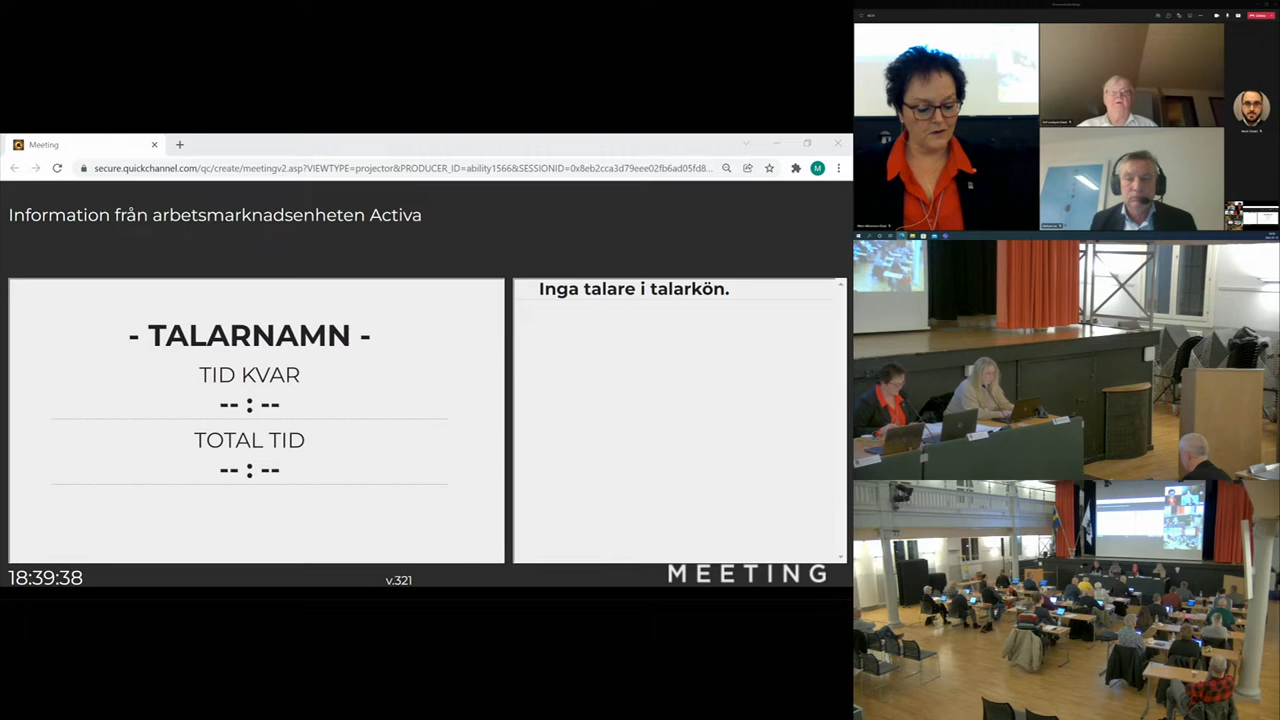 Meeting
secure.quickchannel.com/qc/create/meetingv2.asp?VIEWTYPE=projector&PRODUCER_ID=ability1566&SESSIONID=0x8eb2cca3d79eee02fb6ad05fd8...
M
Information från arbetsmarknadsenheten Activa
- TALARNAMN -
TID KVAR
-- : --
TOTAL TID
-- : --
Inga talare i talarkön.
18:39:38
v.321
MEETING